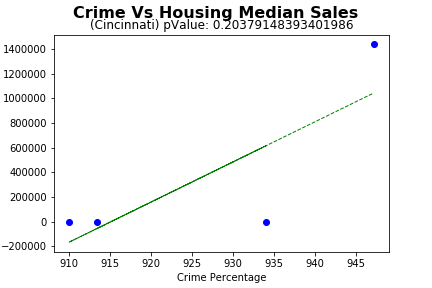 Crime Vs Housing Median Sales
(Cincinnati) pValue: 0.20379148393401986
1400000
1200000
1000000
800000
600000
400000
200000
0
−200000
910 915 920 925 930 935 940 945
Crime Percentage